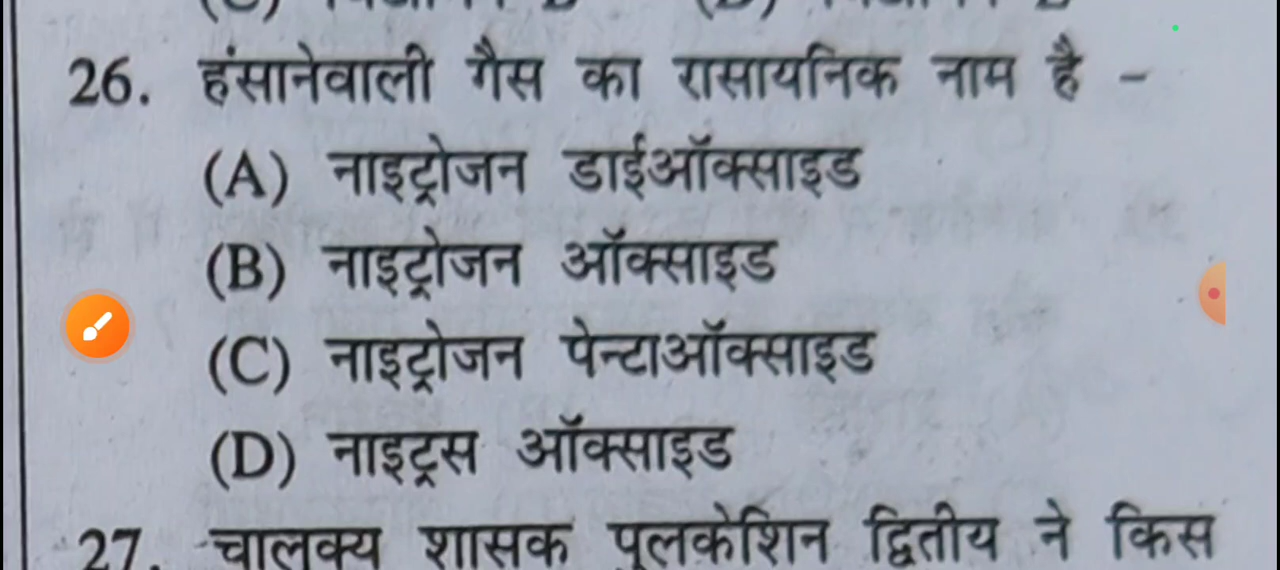 26. हंसानेवाली गैस का रासायनिक नाम है –
(A) नाइट्रोजन डाईऑक्साइड
(B) नाइट्रोजन ऑक्साइड
(C) नाइट्रोजन पेन्टाऑक्साइड
(D) नाइट्रस ऑक्साइड
27. चालुक्य शासक पुलकेशिन द्वितीय ने किस